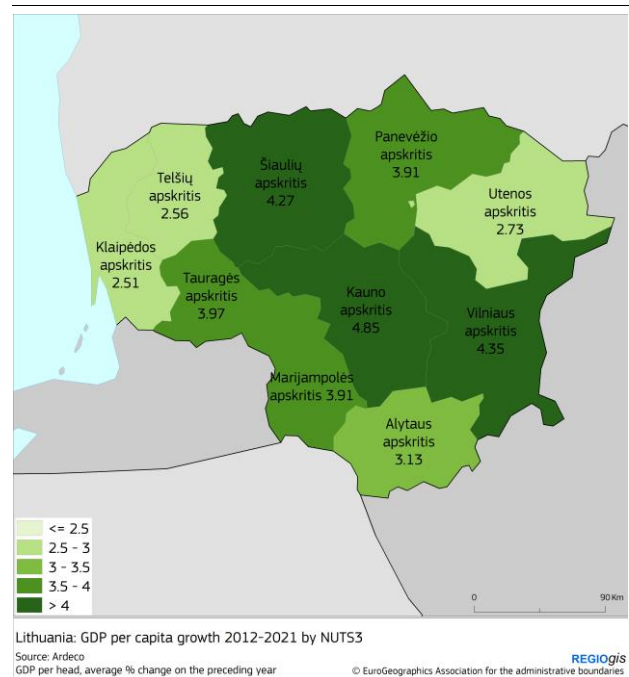 Panevėžio
apskritis
3.91
Šiaulių
apskritis
4.27
Telšių
apskritis
2.56
Utenos
apskritis
2.73
Klaipėdos
apskritis
2.51
Tauragės
apskritis
3.97
Kauno
apskritis
4.85
Vilniaus
apskritis
4.35
Marijampolės
apskritis 3.91
Alytaus
apskritis
3.13
<= 2.5
2.5 - 3
3 - 3.5
3.5 - 4
> 4
0 90 Km
Lithuania: GDP per capita growth 2012-2021 by NUTS3
Source: Ardeco
GDP per head, average % change on the preceding year
REGIOgis
© EuroGeographics Association for the administrative boundaries